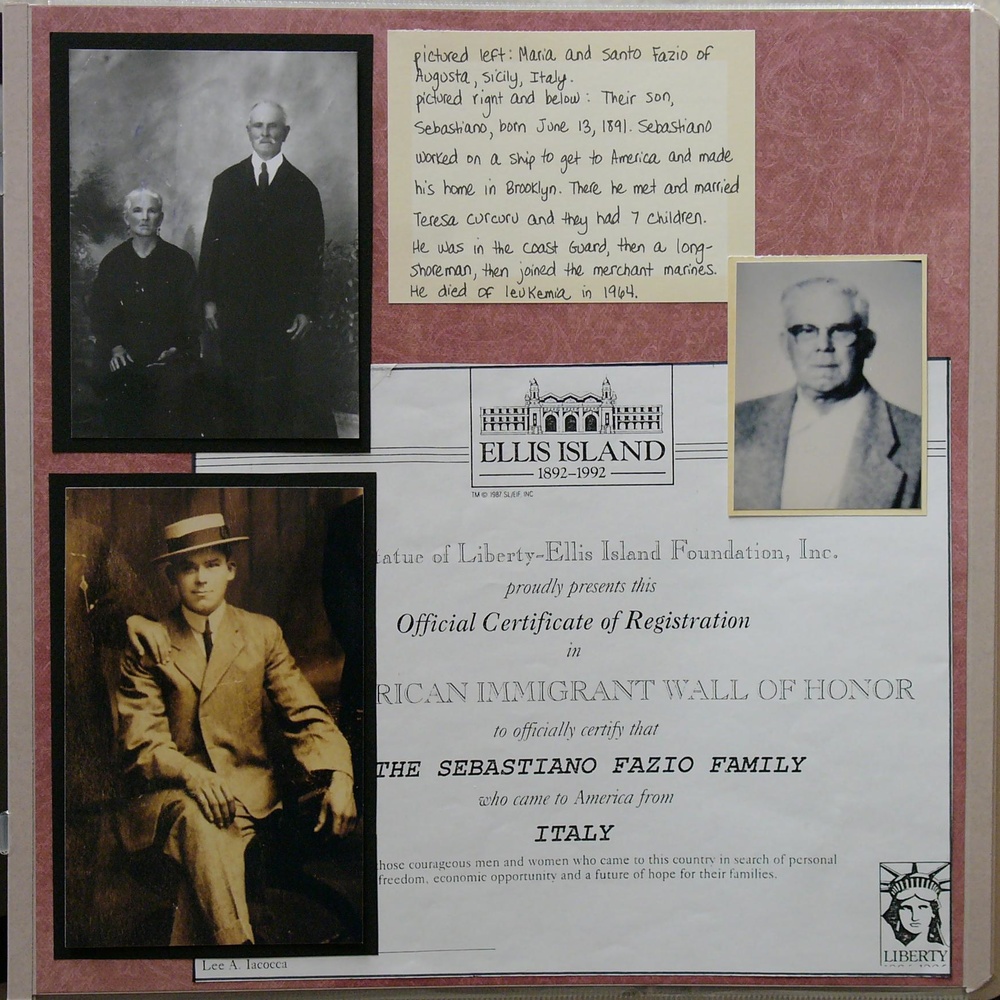 pictured left: Maria and Santo Fazio of
Augusta, Sicily, Italy.
pictured right and below: Their son,
Sebastiano, born June 13, 1891. Sebastiano
worked on a ship to get to America and made
his home in Brooklyn. There he met and married
Teresa Curcuru and they had 7 children.
He was in the Coast Guard, then a long-
shoreman, then joined the merchant marines.
He died of leukemia in 1964.
ELLIS ISLAND
1892–1992
TM © 1987 SL/EIF, INC
tatue of Liberty-Ellis Island Foundation, Inc.
proudly presents this
Official Certificate of Registration
in
RICAN IMMIGRANT WALL OF HONOR
to officially certify that
THE SEBASTIANO FAZIO FAMILY
who came to America from
ITALY
hose courageous men and women who came to this country in search of personal
freedom, economic opportunity and a future of hope for their families.
Lee A. Iacocca
LIBERTY